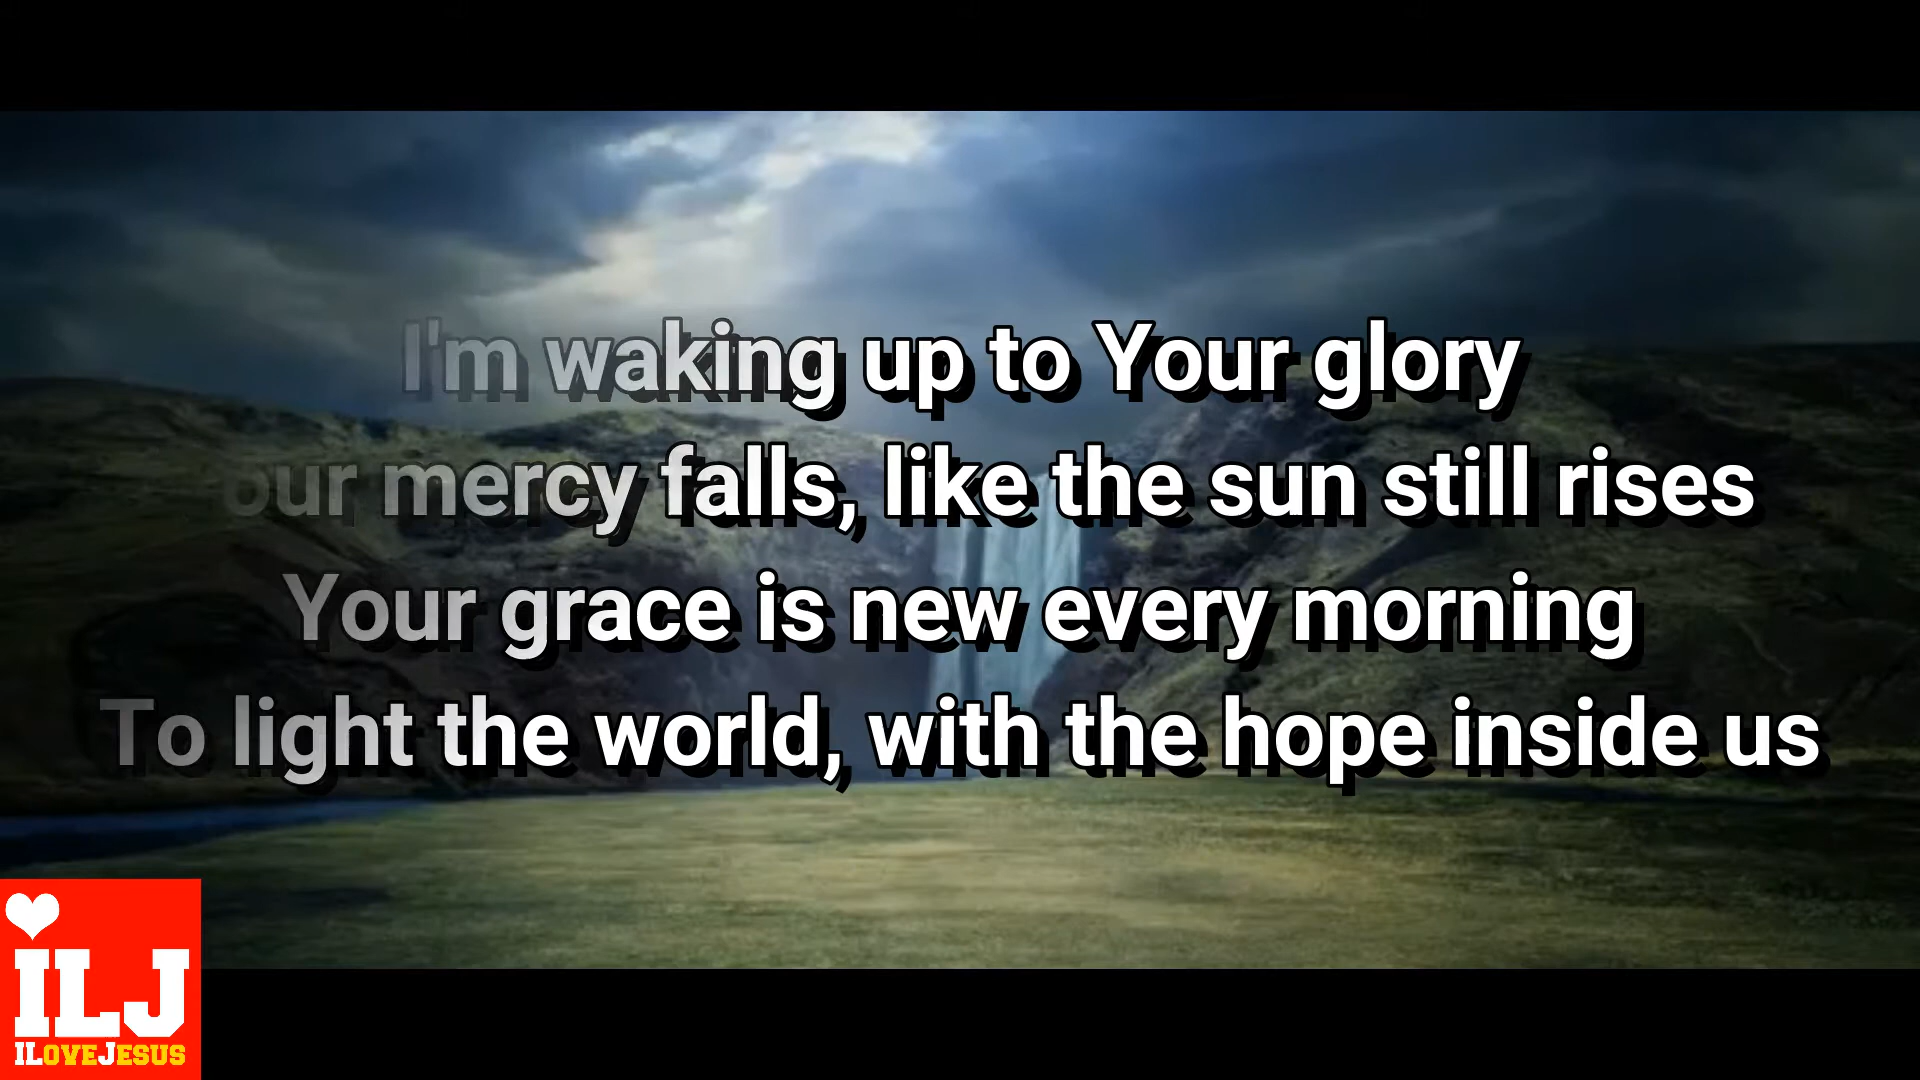 I'm waking up to Your glory
our mercy falls, like the sun still rises
Your grace is new every morning
To light the world, with the hope inside us
iLJ
ILOVEJESUS